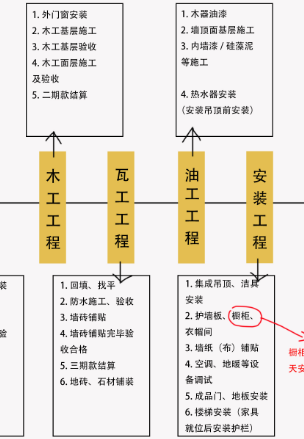 1. 外门窗安装
2. 木工基层施工
3. 木工基层验收
4. 木工面层施工
及验收
5. 二期款结算
1. 木器油漆
2. 墙顶面基层施工
3. 内墙漆/硅藻泥
等施工
4. 热水器安装
(安装吊顶前安装)
木工工程
瓦工工程
油工工程
安装工程
装
验
1. 回填、找平
2. 防水施工、验收
3. 墙砖铺贴
4. 墙砖铺贴完毕验
收合格
5. 三期款结算
6. 地砖、石材铺装
1. 集成吊顶、洁具
安装
2. 护墙板、橱柜、
衣帽间
3. 墙纸（布）铺贴
4. 空调、地暖等设
备调试
5. 成品门、地板安装
6. 楼梯安装（家具
就位后安装护栏）
橱柜
天安